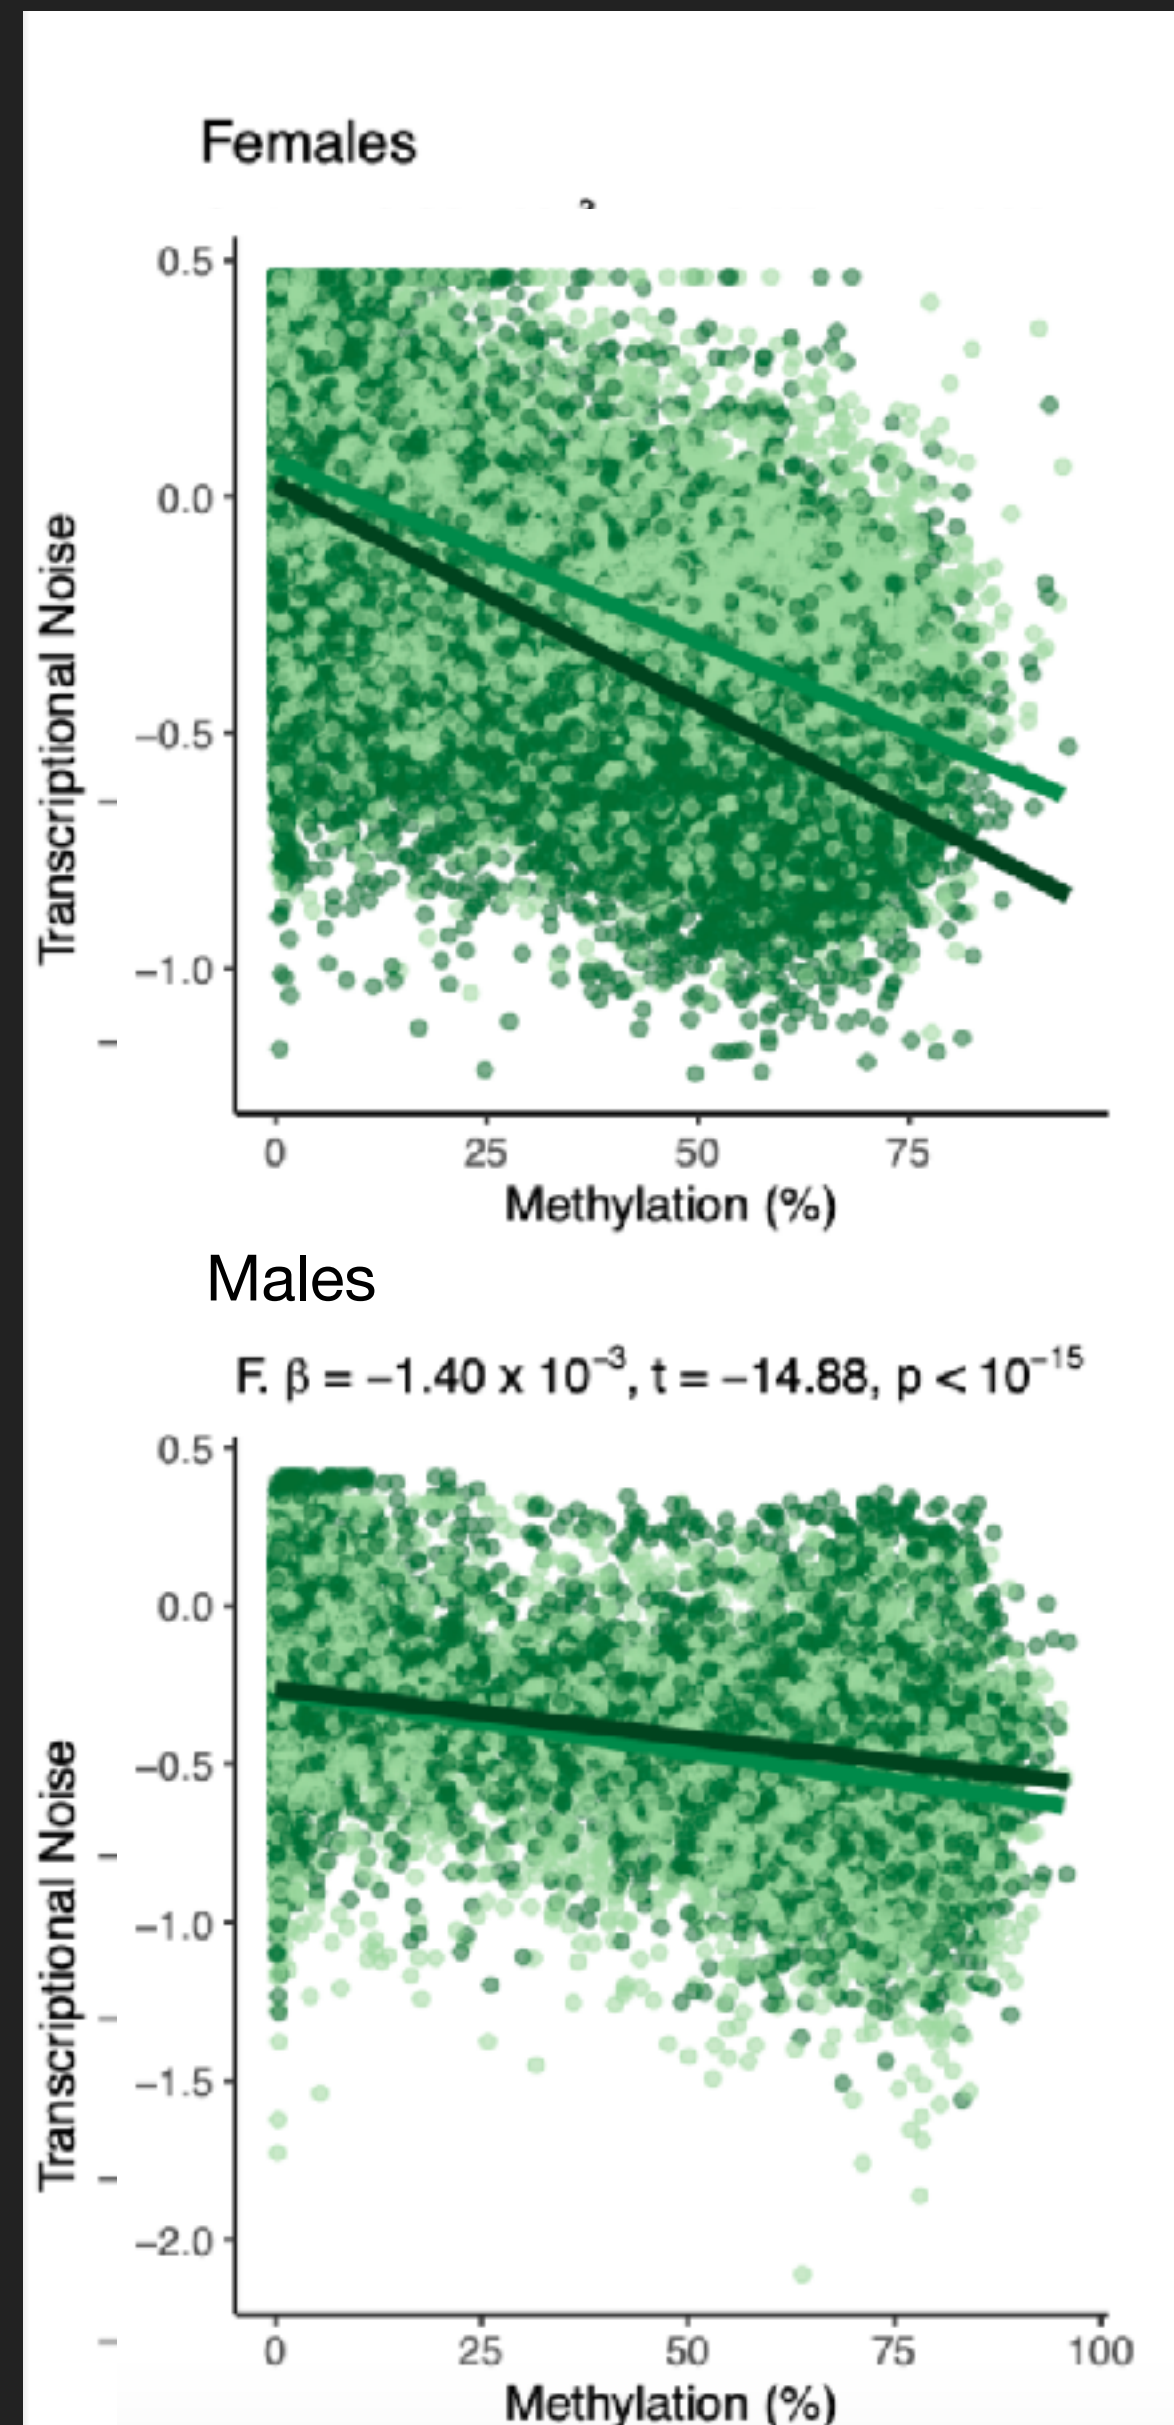 Females
0.5
0.0
−0.5
−1.0
Transcriptional Noise
0 25 50 75
Methylation (%)
Males
F. β = −1.40 x 10⁻³, t = −14.88, p < 10⁻¹⁵
0.5
0.0
−0.5
−1.0
−1.5
−2.0
Transcriptional Noise
0 25 50 75 100
Methylation (%)